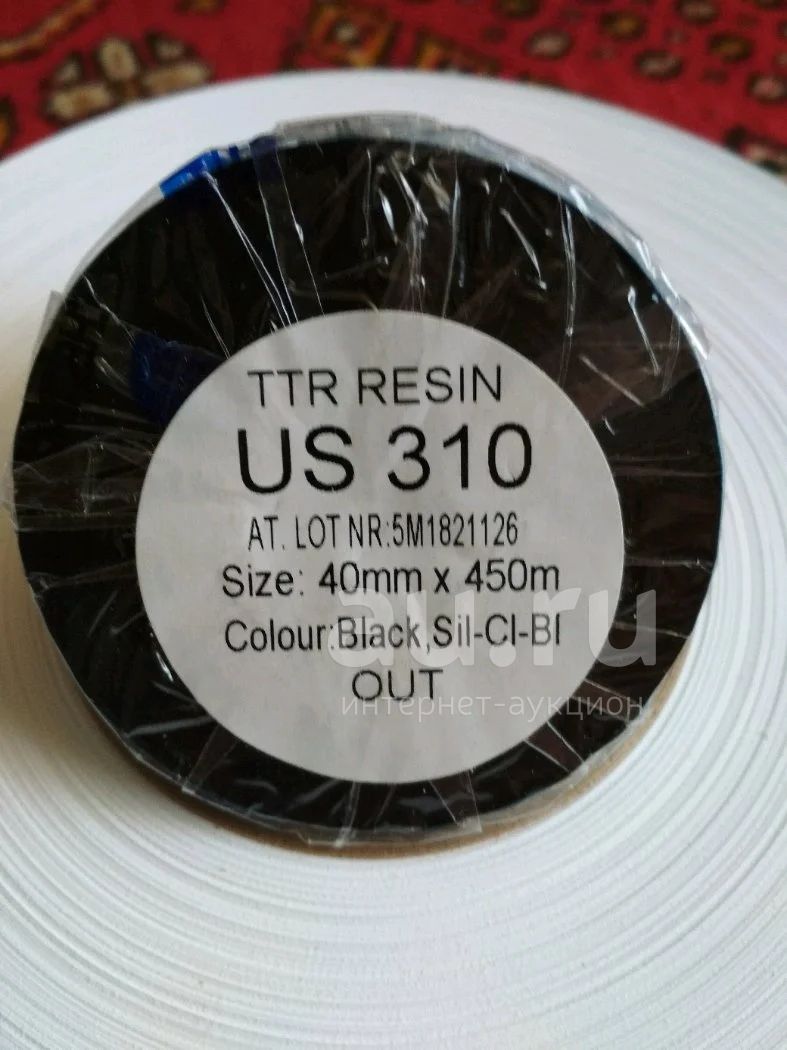 TTR RESIN
US 310
AT. LOT NR:5M1821126
Size: 40mm x 450m
Colour:Black,Sil-Cl-Bl
OUT
au.ru
интернет-аукцион